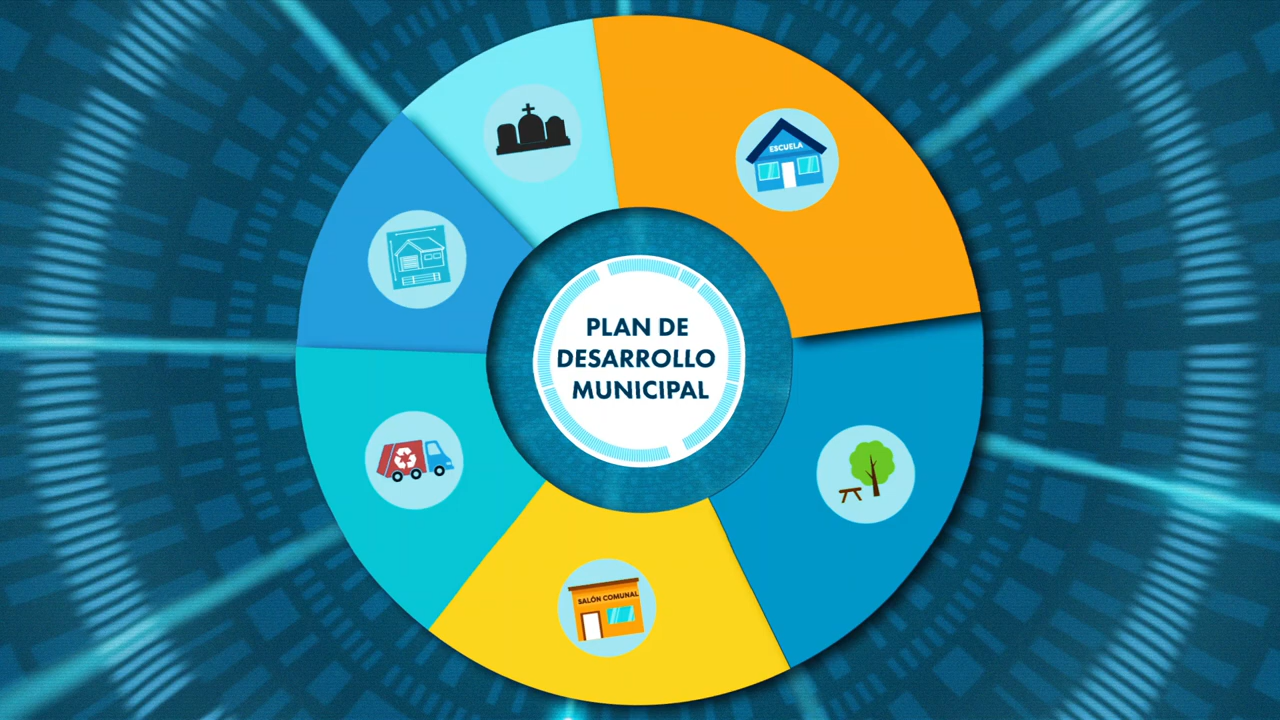 ESCUELA
PLAN DE
DESARROLLO
MUNICIPAL
SALÓN COMUNAL